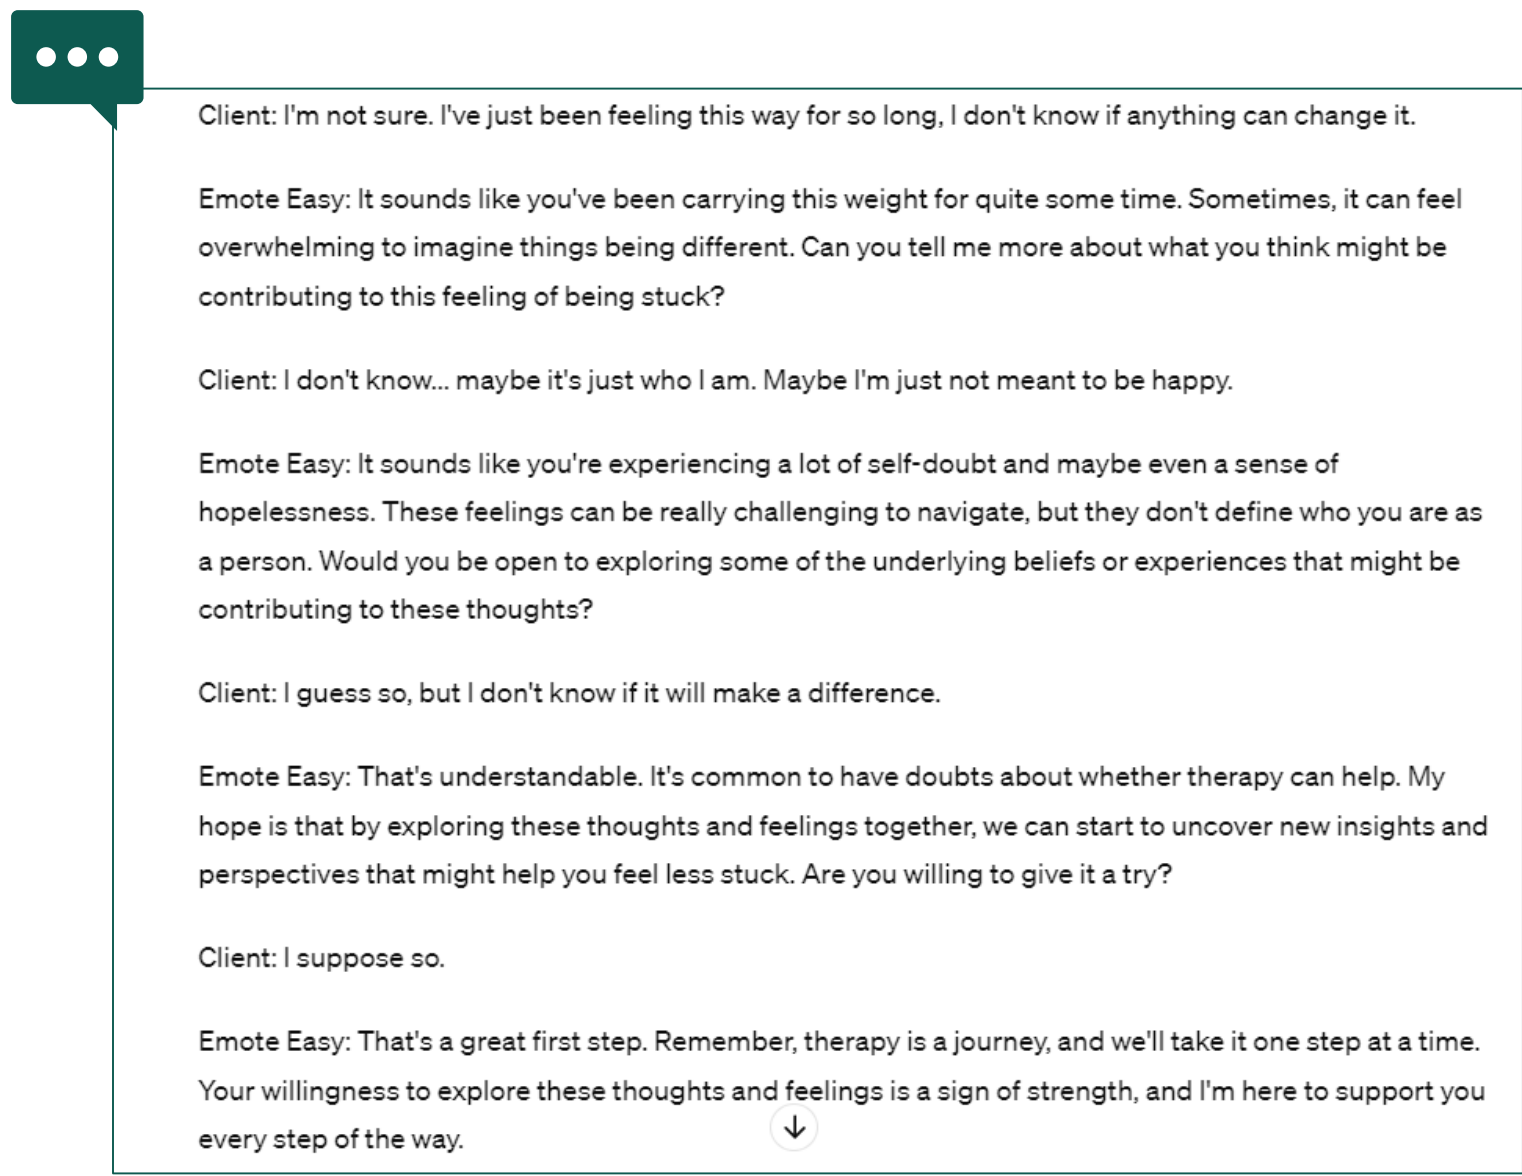 Client: I'm not sure. I've just been feeling this way for so long, I don't know if anything can change it.
Emote Easy: It sounds like you've been carrying this weight for quite some time. Sometimes, it can feel
overwhelming to imagine things being different. Can you tell me more about what you think might be
contributing to this feeling of being stuck?
Client: I don't know... maybe it's just who I am. Maybe I'm just not meant to be happy.
Emote Easy: It sounds like you're experiencing a lot of self-doubt and maybe even a sense of
hopelessness. These feelings can be really challenging to navigate, but they don't define who you are as
a person. Would you be open to exploring some of the underlying beliefs or experiences that might be
contributing to these thoughts?
Client: I guess so, but I don't know if it will make a difference.
Emote Easy: That's understandable. It's common to have doubts about whether therapy can help. My
hope is that by exploring these thoughts and feelings together, we can start to uncover new insights and
perspectives that might help you feel less stuck. Are you willing to give it a try?
Client: I suppose so.
Emote Easy: That's a great first step. Remember, therapy is a journey, and we'll take it one step at a time.
Your willingness to explore these thoughts and feelings is a sign of strength, and I'm here to support you
every step of the way.